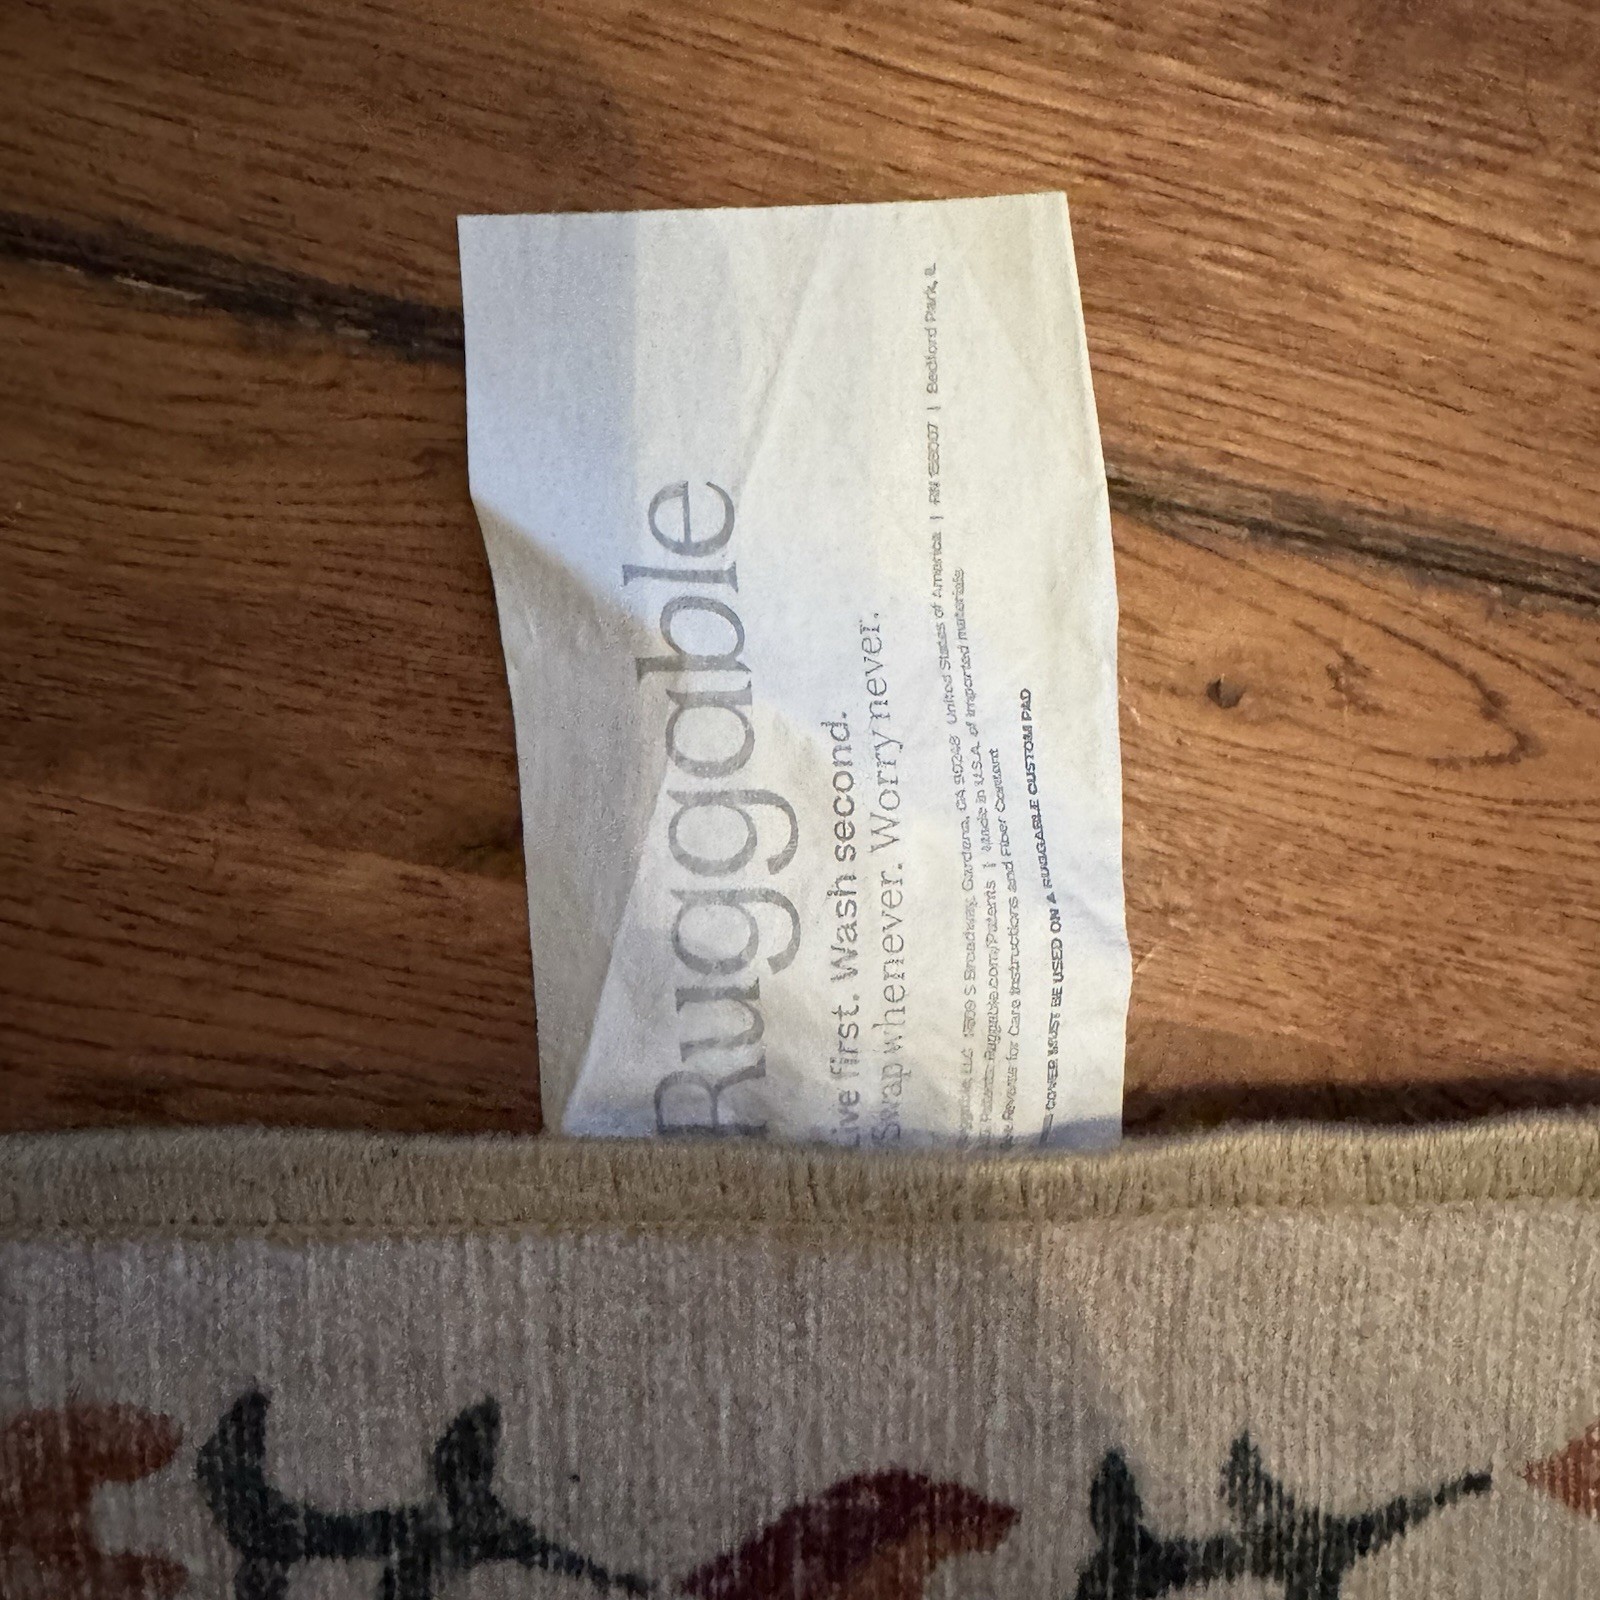 Ruggable
Live first. Wash second.
Swap whenever. Worry never.
LLC 1509 S Broadway, Gardena, CA 90248 United States of America | RN 158007 | Bedford Park, IL
Patents: Ruggable.com/Patents | Made in U.S.A. of imported materials
Reverse for Care Instructions and Fiber Content
COVER MUST BE USED ON A RUGGABLE CUSTOM PAD